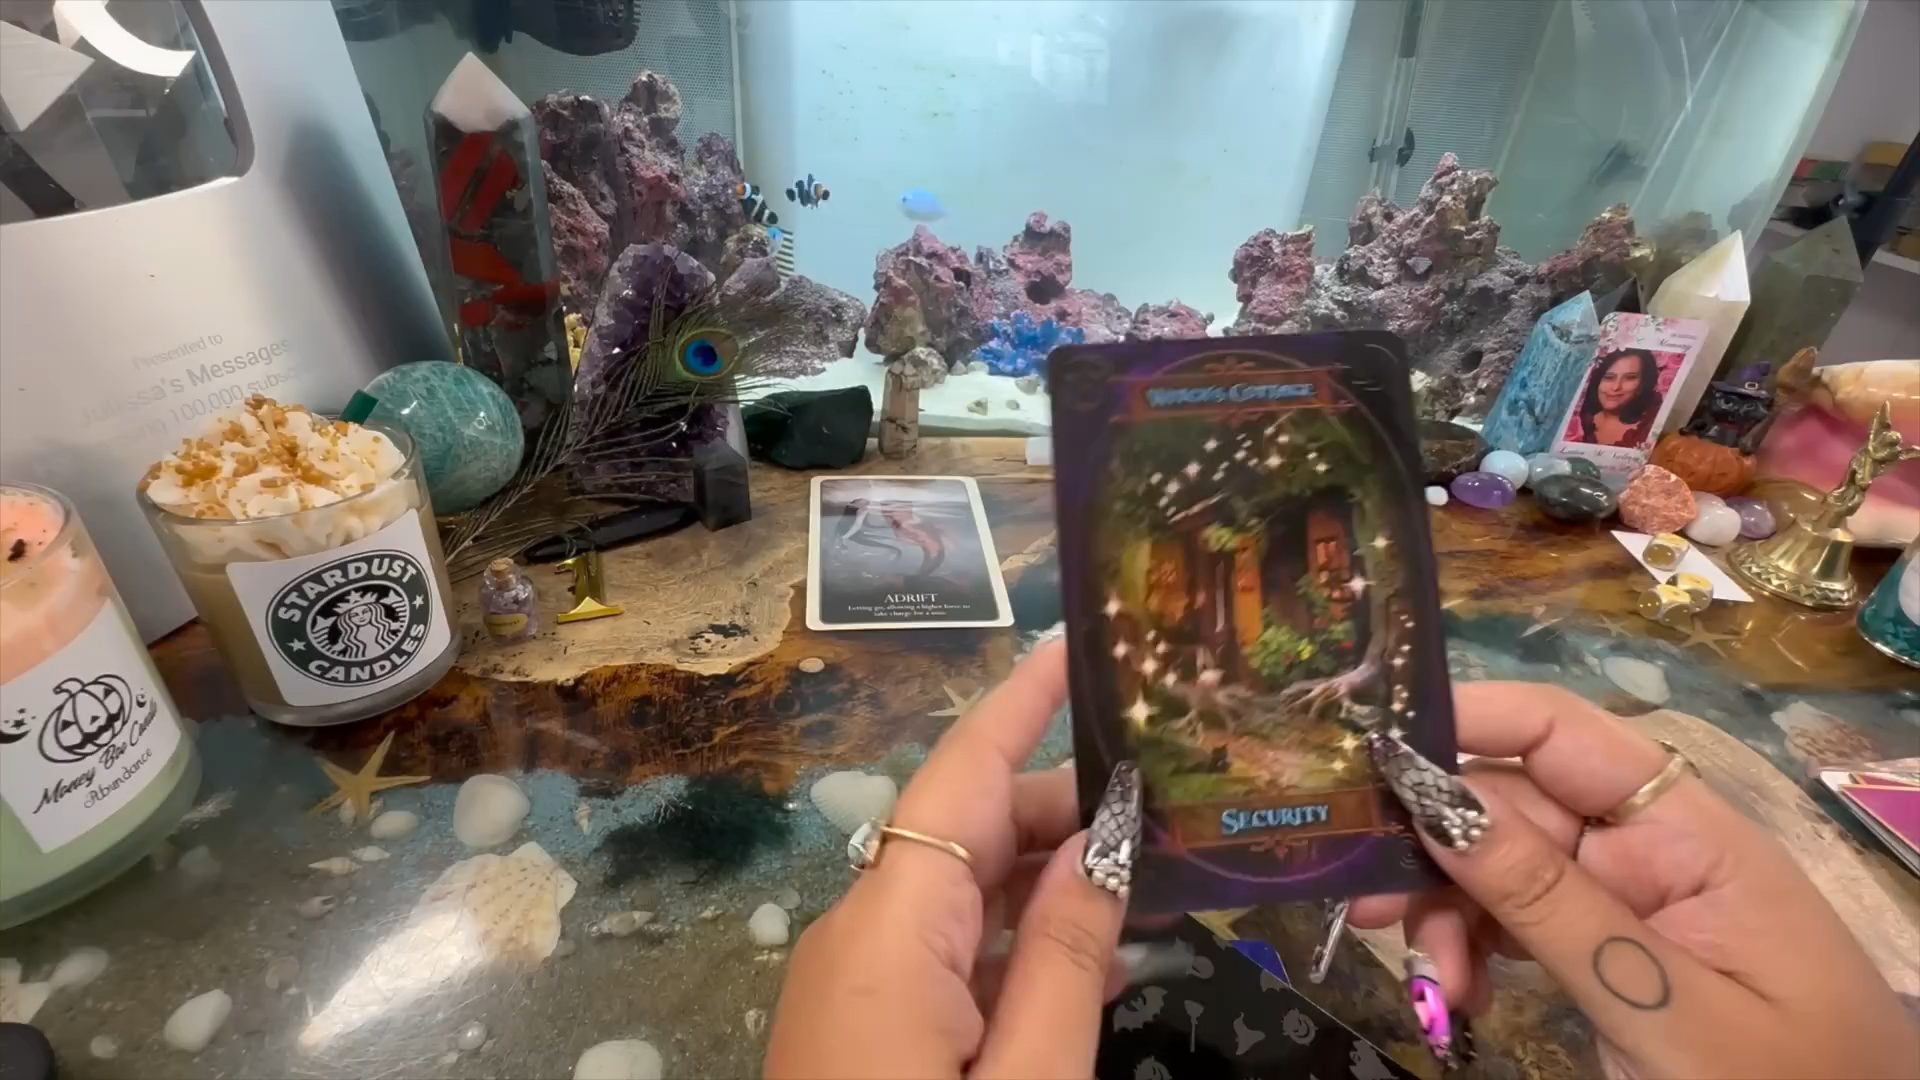 Presented to
Julissa's Messages
100,000
STARDUST
CANDLES
Money Bee Candle
Abundance
ADRIFT
Letting go, allowing a higher force to
take charge for a time.
WITCH'S COTTAGE
SECURITY